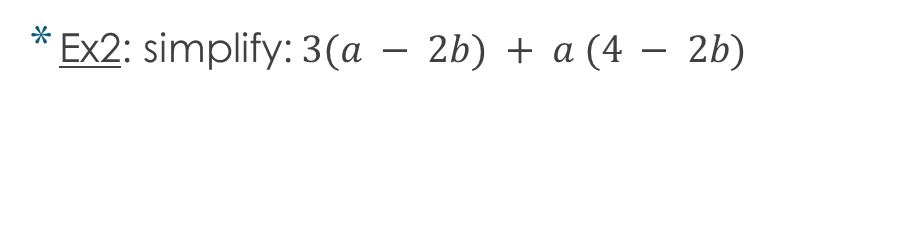 * Ex2: simplify: 3(a − 2b) + a (4 − 2b)